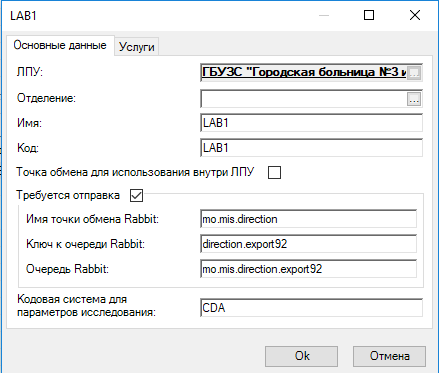 LAB1
Основные данные Услуги
ЛПУ: ГБУЗС "Городская больница №3 и
Отделение: ...
Имя: LAB1
Код: LAB1
Точка обмена для использования внутри ЛПУ
Требуется отправка
Имя точки обмена Rabbit: mo.mis.direction
Ключ к очереди Rabbit: direction.export92
Очередь Rabbit: mo.mis.direction.export92
Кодовая система для
параметров исследования: CDA
Ok Отмена